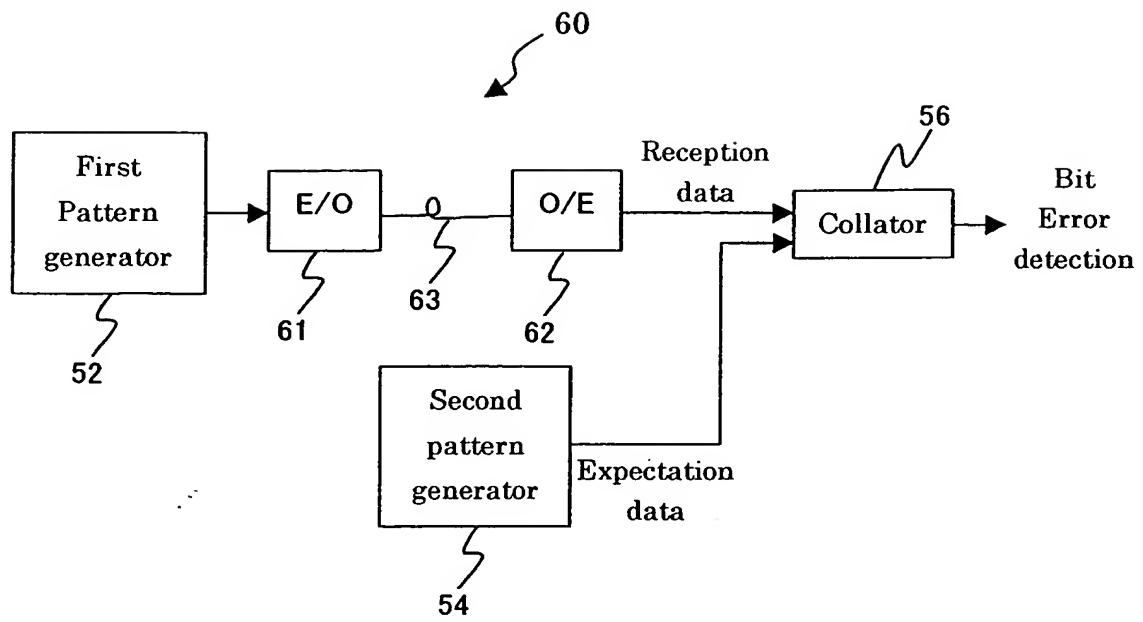 60
56
First
Pattern
generator
E/O
O/E
Reception
data
Collator
Bit
Error
detection
61
63
62
52
Second
pattern
generator
Expectation
data
54